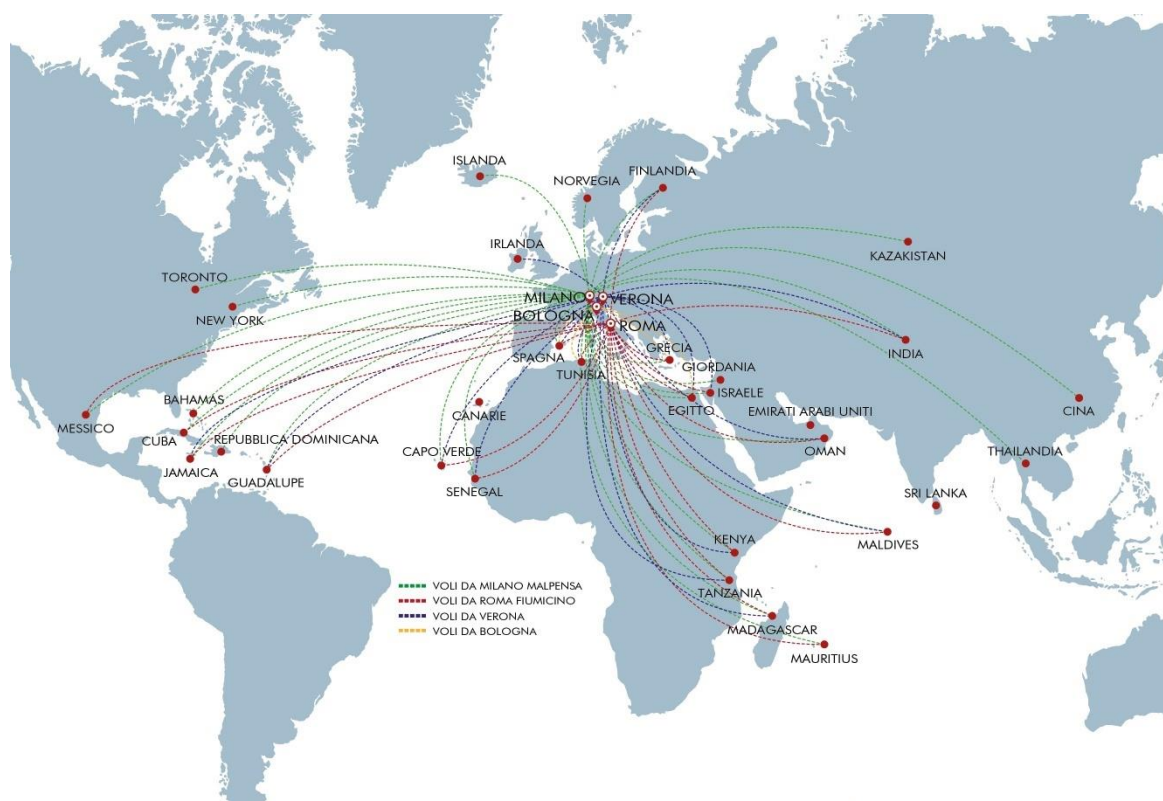 ISLANDA
NORVEGIA
FINLANDIA
IRLANDA
KAZAKISTAN
TORONTO
NEW YORK
MILANO
VERONA
BOLOGNA
ROMA
SPAGNA
TUNISIA
GRECIA
GIORDANIA
ISRAELE
EGITTO
INDIA
BAHAMAS
MESSICO
CUBA
REPUBBLICA DOMINICANA
JAMAICA
GUADALUPE
CANARIE
CAPO VERDE
SENEGAL
EMIRATI ARABI UNITI
OMAN
CINA
THAILANDIA
SRI LANKA
MALDIVES
KENYA
TANZANIA
MADAGASCAR
MAURITIUS
VOLI DA MILANO MALPENSA
VOLI DA ROMA FIUMICINO
VOLI DA VERONA
VOLI DA BOLOGNA